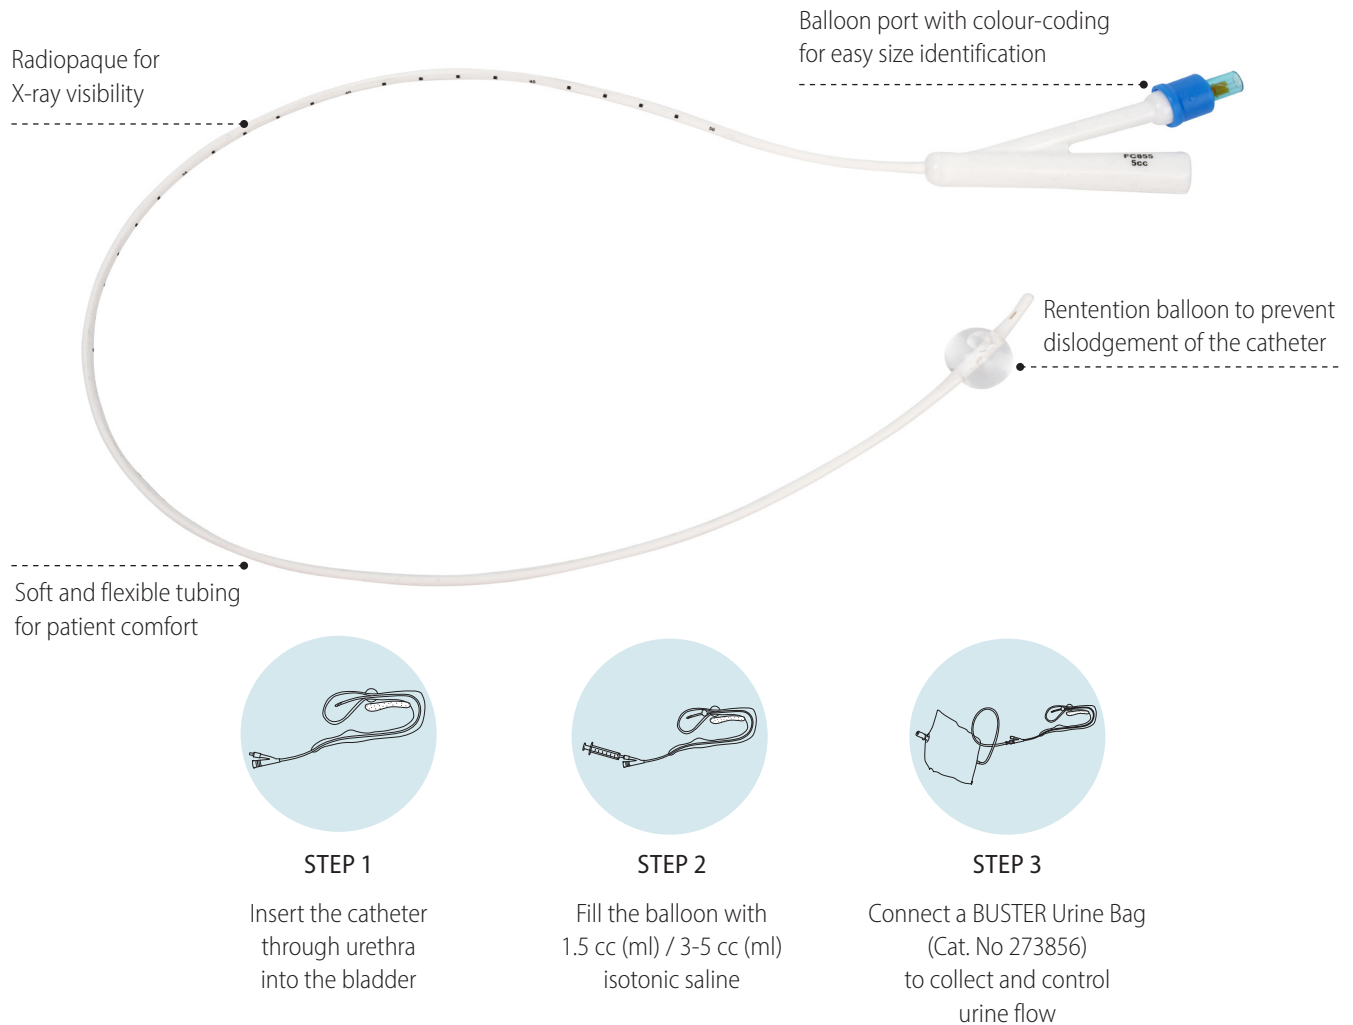 Balloon port with colour-coding
for easy size identification
Radiopaque for
X-ray visibility
FC855
5cc
Rentention balloon to prevent
dislodgement of the catheter
Soft and flexible tubing
for patient comfort
STEP 1
Insert the catheter
through urethra
into the bladder
STEP 2
Fill the balloon with
1.5 cc (ml) / 3-5 cc (ml)
isotonic saline
STEP 3
Connect a BUSTER Urine Bag
(Cat. No 273856)
to collect and control
urine flow